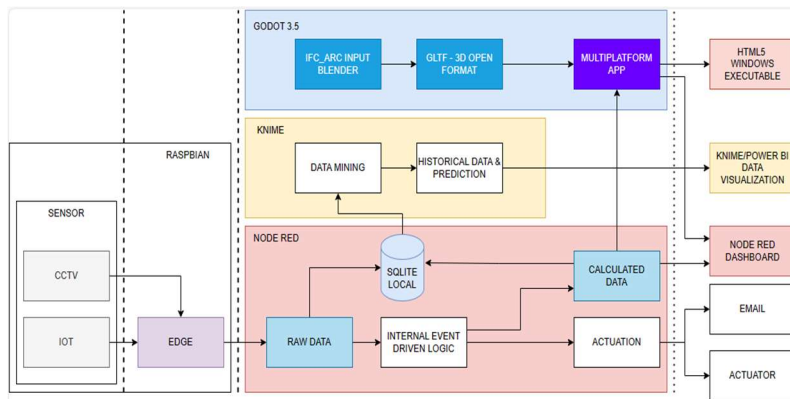 GODOT 3.5
IFC_ARC INPUT
BLENDER
GLTF - 3D OPEN
FORMAT
MULTIPLATFORM
APP
HTML5
WINDOWS
EXECUTABLE
KNIME
RASPBIAN
DATA MINING
HISTORICAL DATA &
PREDICTION
KNIME/POWER BI
DATA
VISUALIZATION
SENSOR
NODE RED
CCTV
SQLITE
LOCAL
CALCULATED
DATA
NODE RED
DASHBOARD
IOT
EDGE
RAW DATA
INTERNAL EVENT
DRIVEN LOGIC
ACTUATION
EMAIL
ACTUATOR